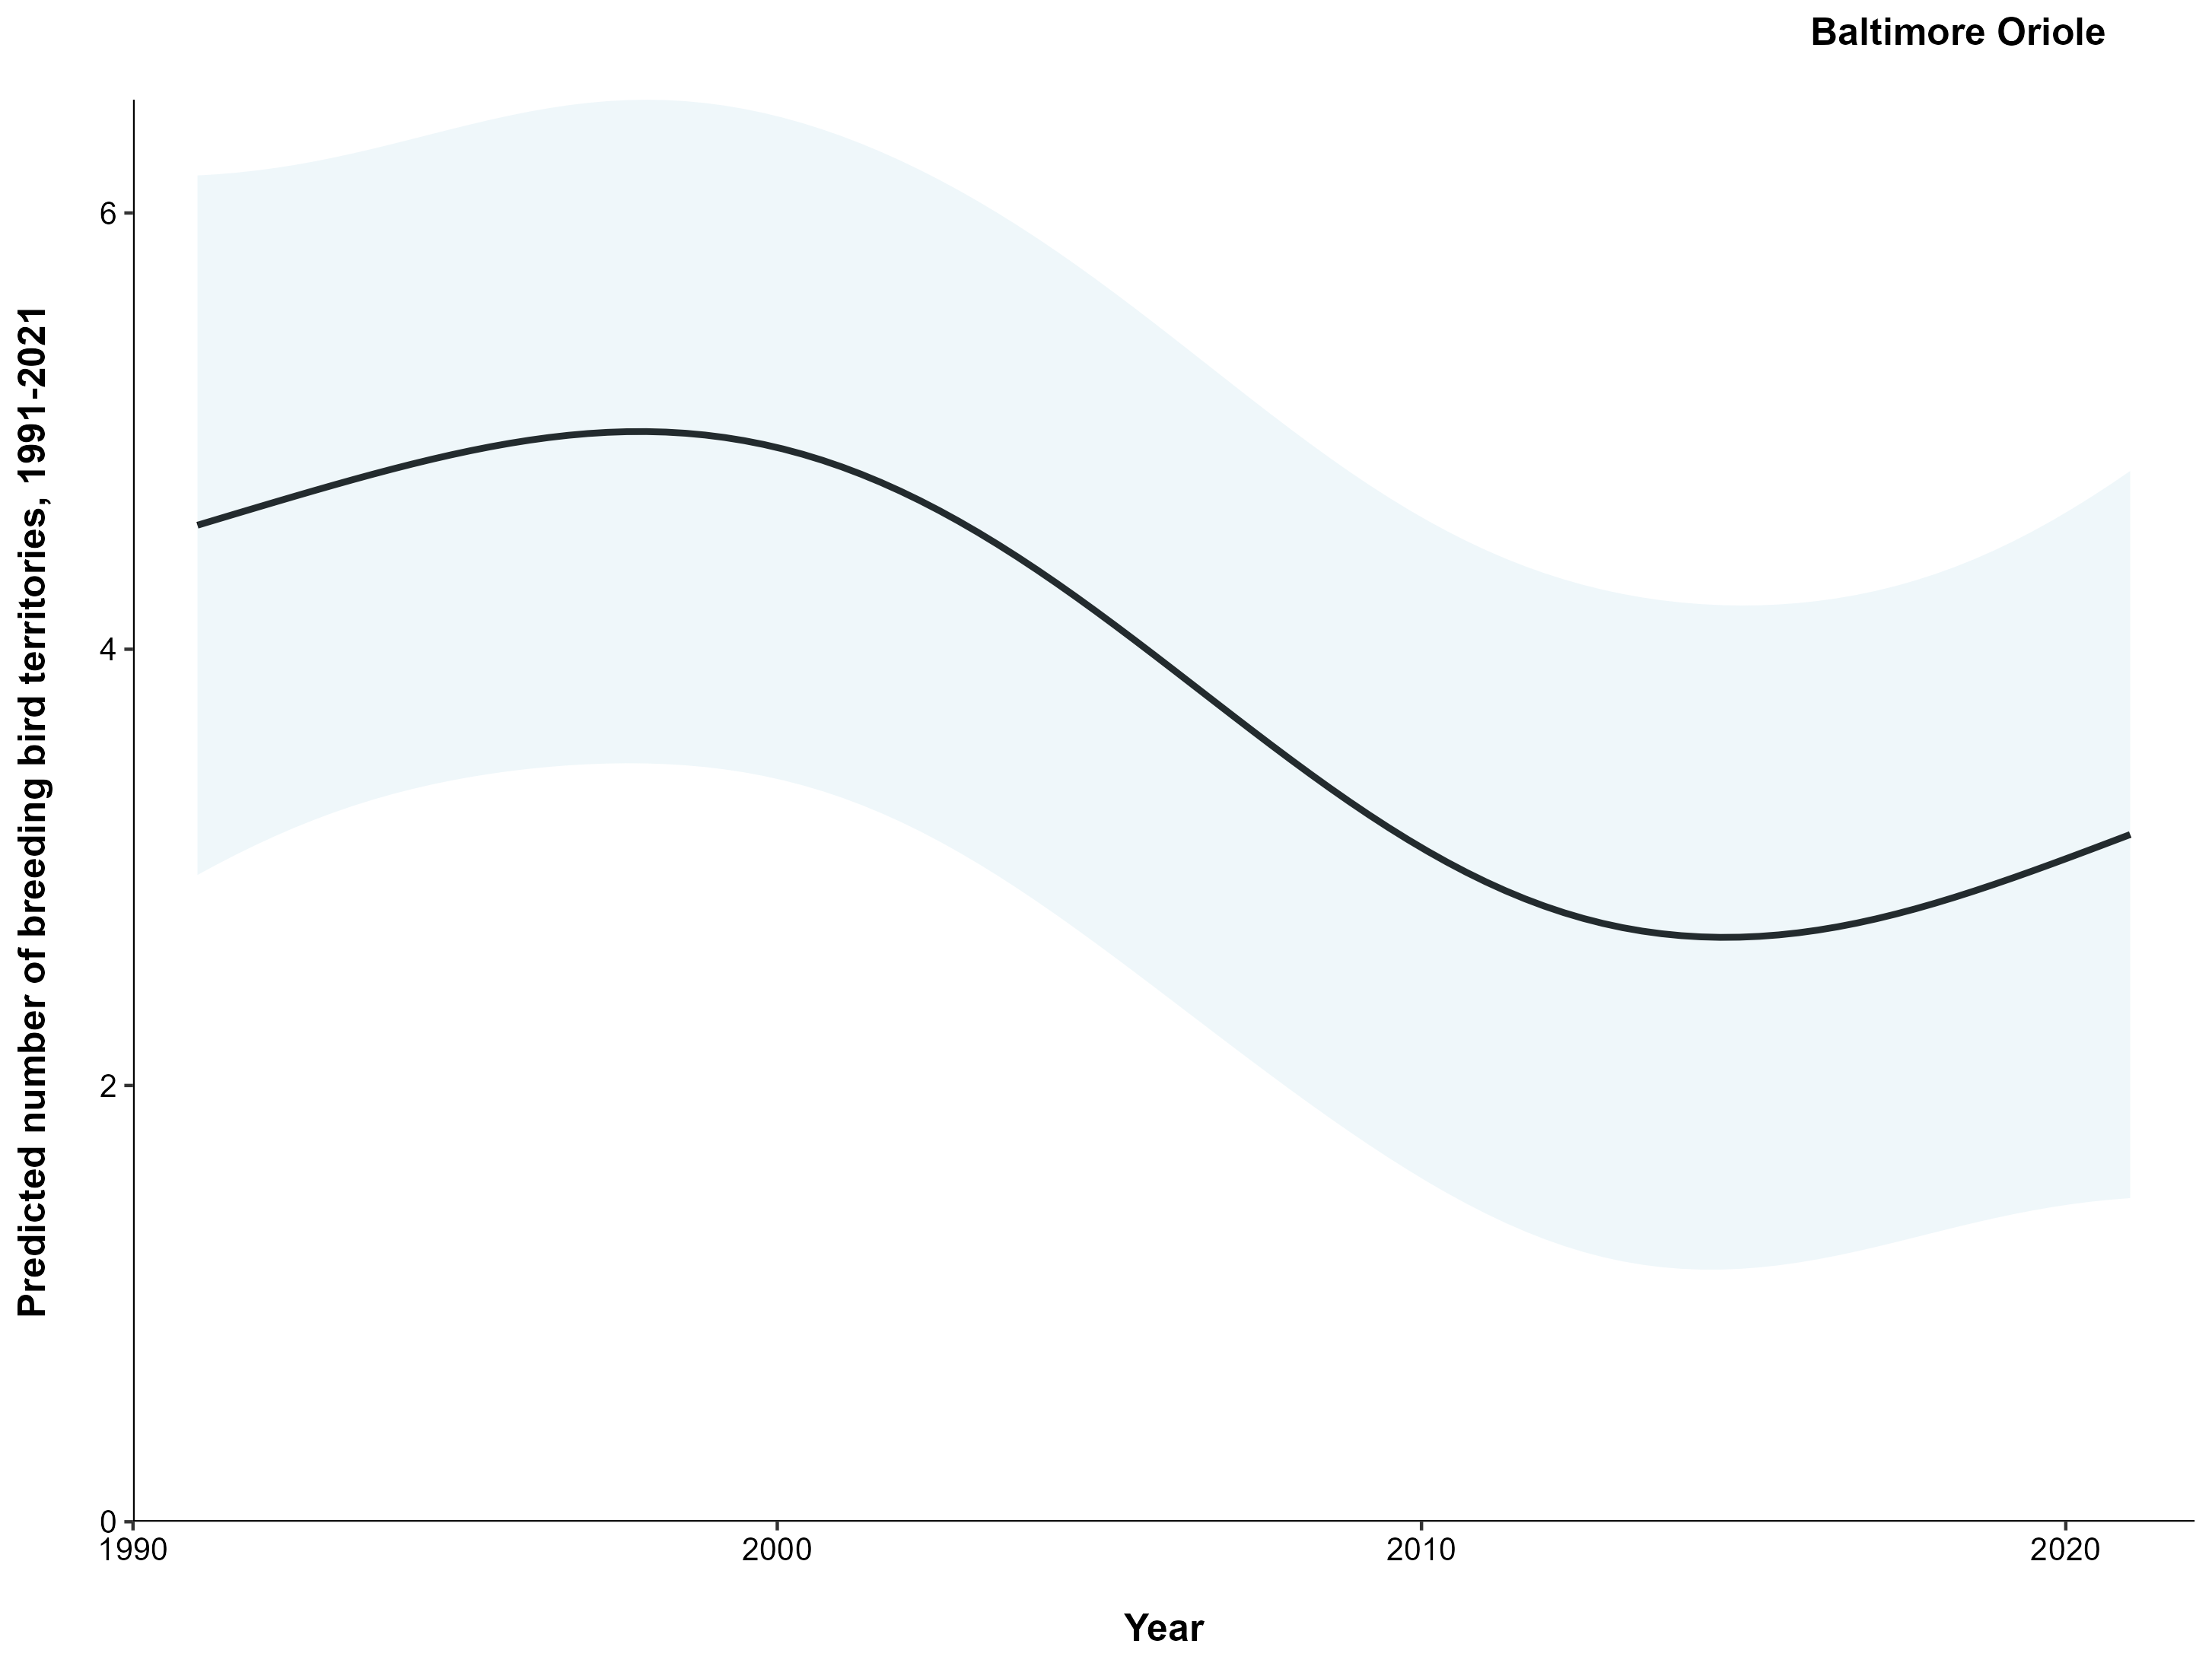 Baltimore Oriole
Predicted number of breeding bird territories, 1991-2021
6
4
2
0
1990
2000
2010
2020
Year